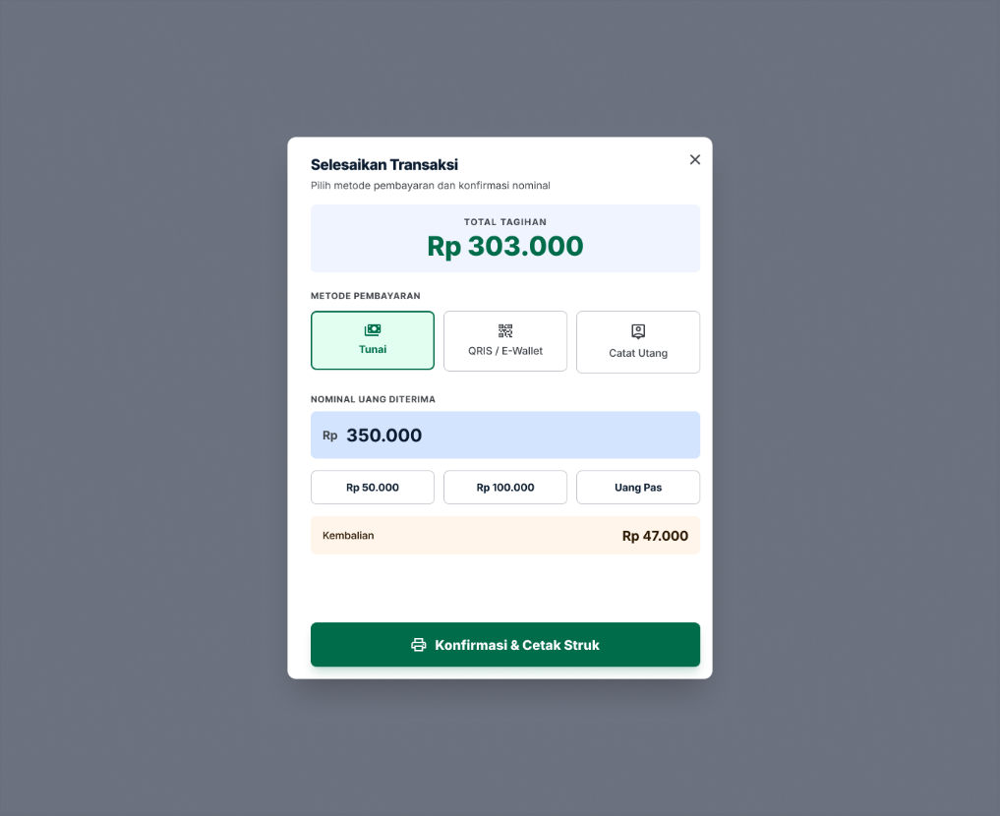 Selesaikan Transaksi
Pilih metode pembayaran dan konfirmasi nominal
TOTAL TAGIHAN
Rp 303.000
METODE PEMBAYARAN
Tunai
QRIS / E-Wallet
Catat Utang
NOMINAL UANG DITERIMA
Rp 350.000
Rp 50.000
Rp 100.000
Uang Pas
Kembalian
Rp 47.000
Konfirmasi & Cetak Struk